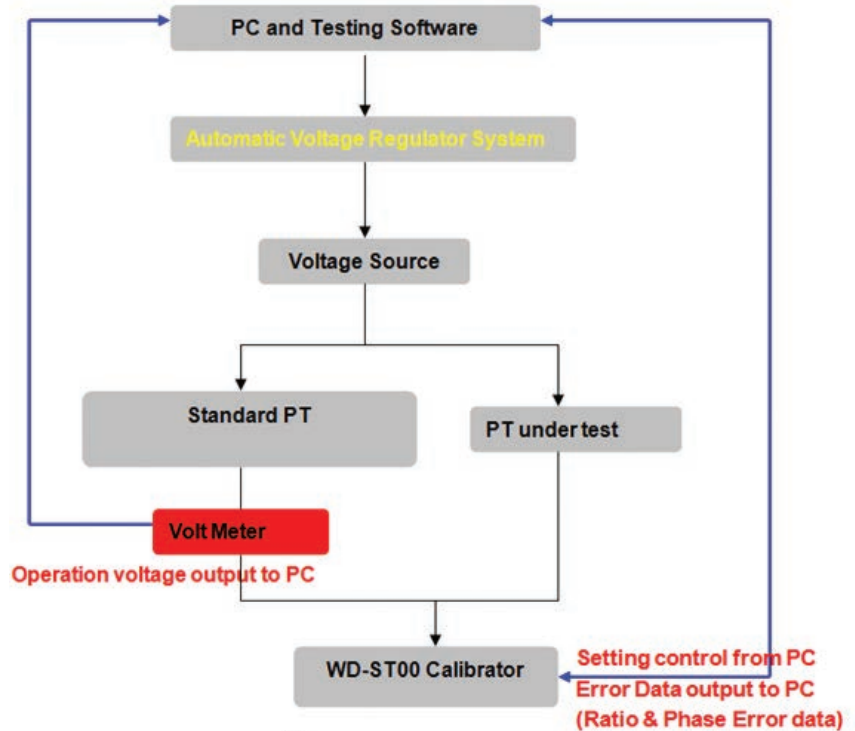 PC and Testing Software
Automatic Voltage Regulator System
Voltage Source
Standard PT
PT under test
Volt Meter
Operation voltage output to PC
WD-ST00 Calibrator
Setting control from PC
Error Data output to PC
(Ratio & Phase Error data)